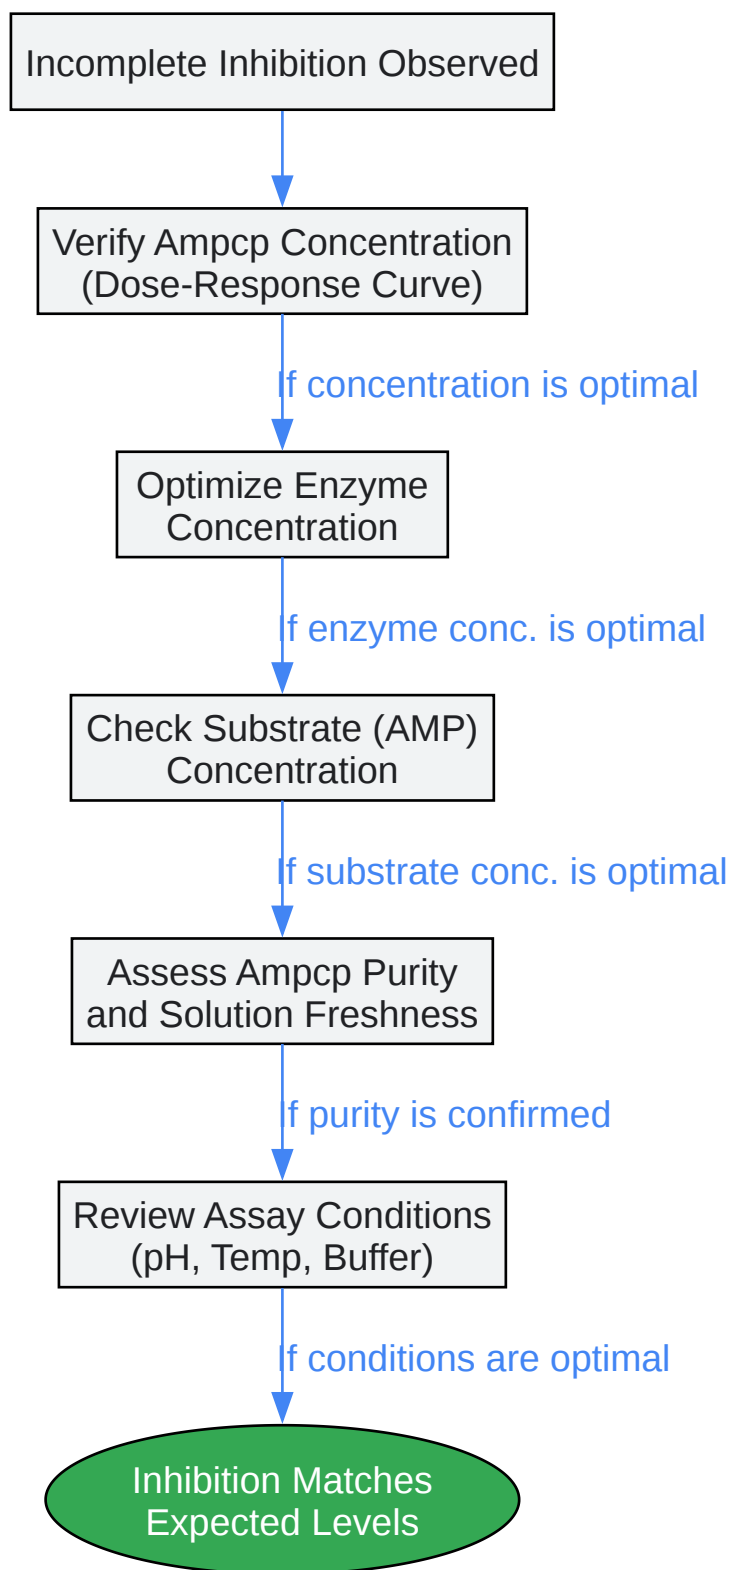 Incomplete Inhibition Observed
Verify Ampcp Concentration
(Dose-Response Curve)
If concentration is optimal
Optimize Enzyme
Concentration
If enzyme conc. is optimal
Check Substrate (AMP)
Concentration
If substrate conc. is optimal
Assess Ampcp Purity
and Solution Freshness
If purity is confirmed
Review Assay Conditions
(pH, Temp, Buffer)
If conditions are optimal
Inhibition Matches
Expected Levels